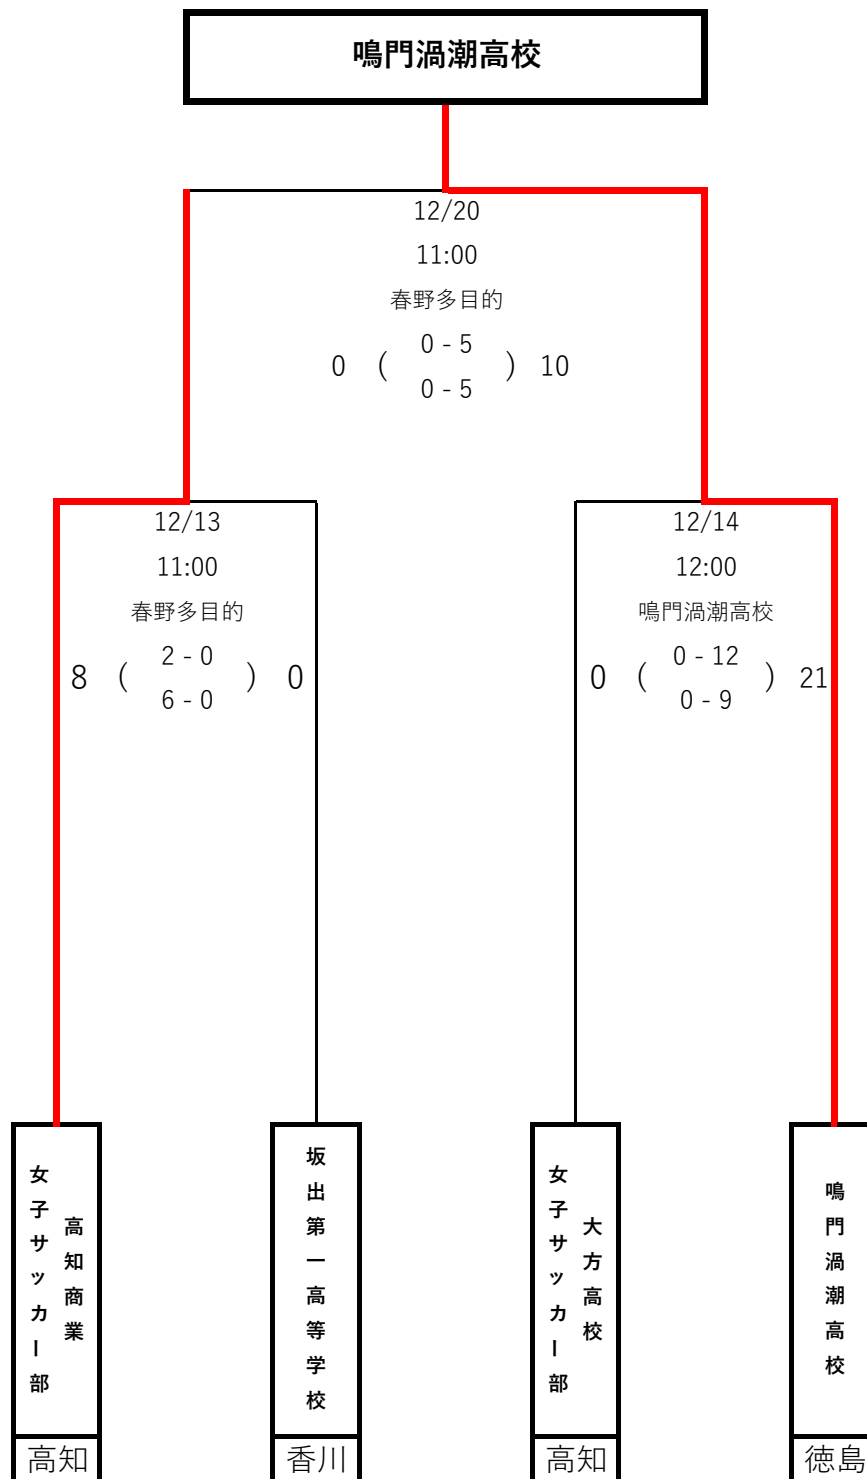 鳴門渦潮高校
12/20
11:00
春野多目的
0 - 5
0 ( ) 10
0 - 5
12/13
11:00
春野多目的
2 - 0
8 ( ) 0
6 - 0
12/14
12:00
鳴門渦潮高校
0 - 12
0 ( ) 21
0 - 9
高知商業
女子サッカー部
高知
坂出第一高等学校
香川
大方高校
女子サッカー部
高知
鳴門渦潮高校
徳島